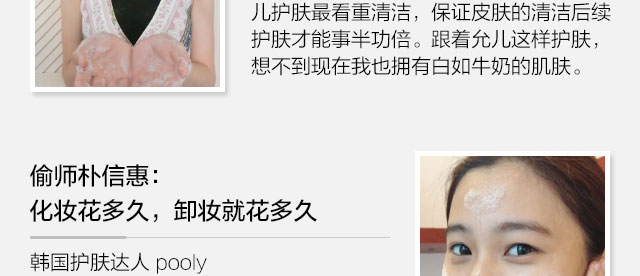 儿护肤最看重清洁，保证皮肤的清洁后续
护肤才能事半功倍。跟着允儿这样护肤，
想不到现在我也拥有白如牛奶的肌肤。
偷师朴信惠：
化妆花多久，卸妆就花多久
韩国护肤达人 pooly